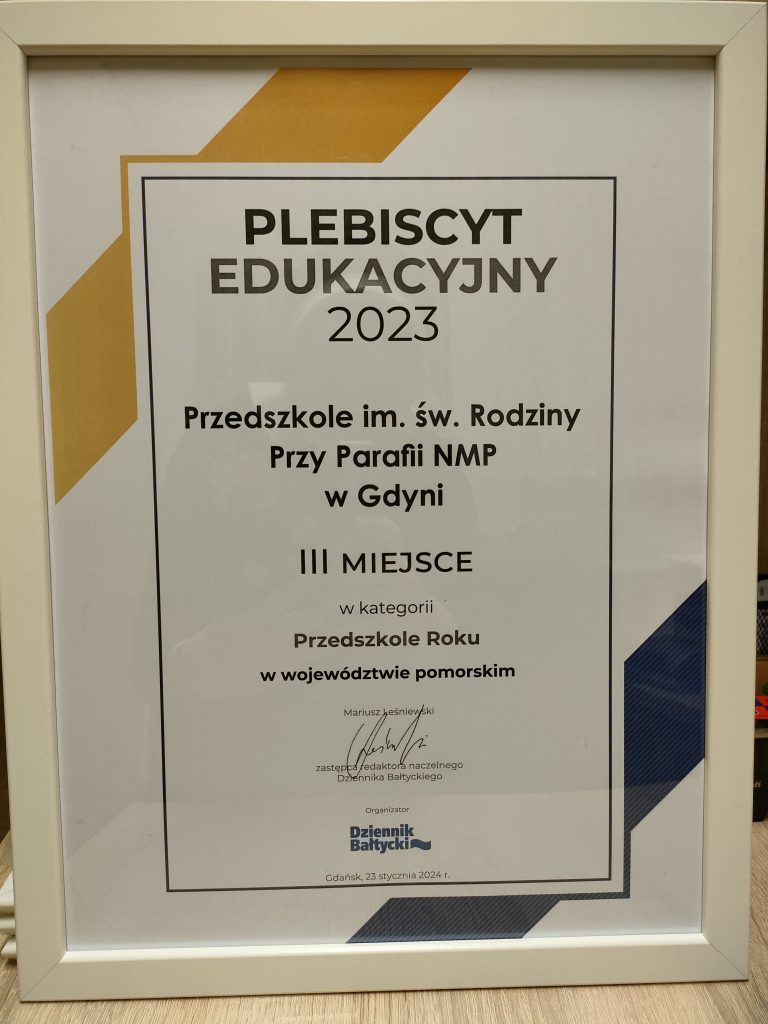 PLEBISCYT
EDUKACYJNY
2023
Przedszkole im. św. Rodziny
Przy Parafii NMP
w Gdyni
III MIEJSCE
w kategorii
Przedszkole Roku
w województwie pomorskim
Mariusz Leśniewski
zastępca redaktora naczelnego
Dziennika Bałtyckiego
Organizator
Dziennik
Bałtycki
Gdańsk, 23 stycznia 2024 r.